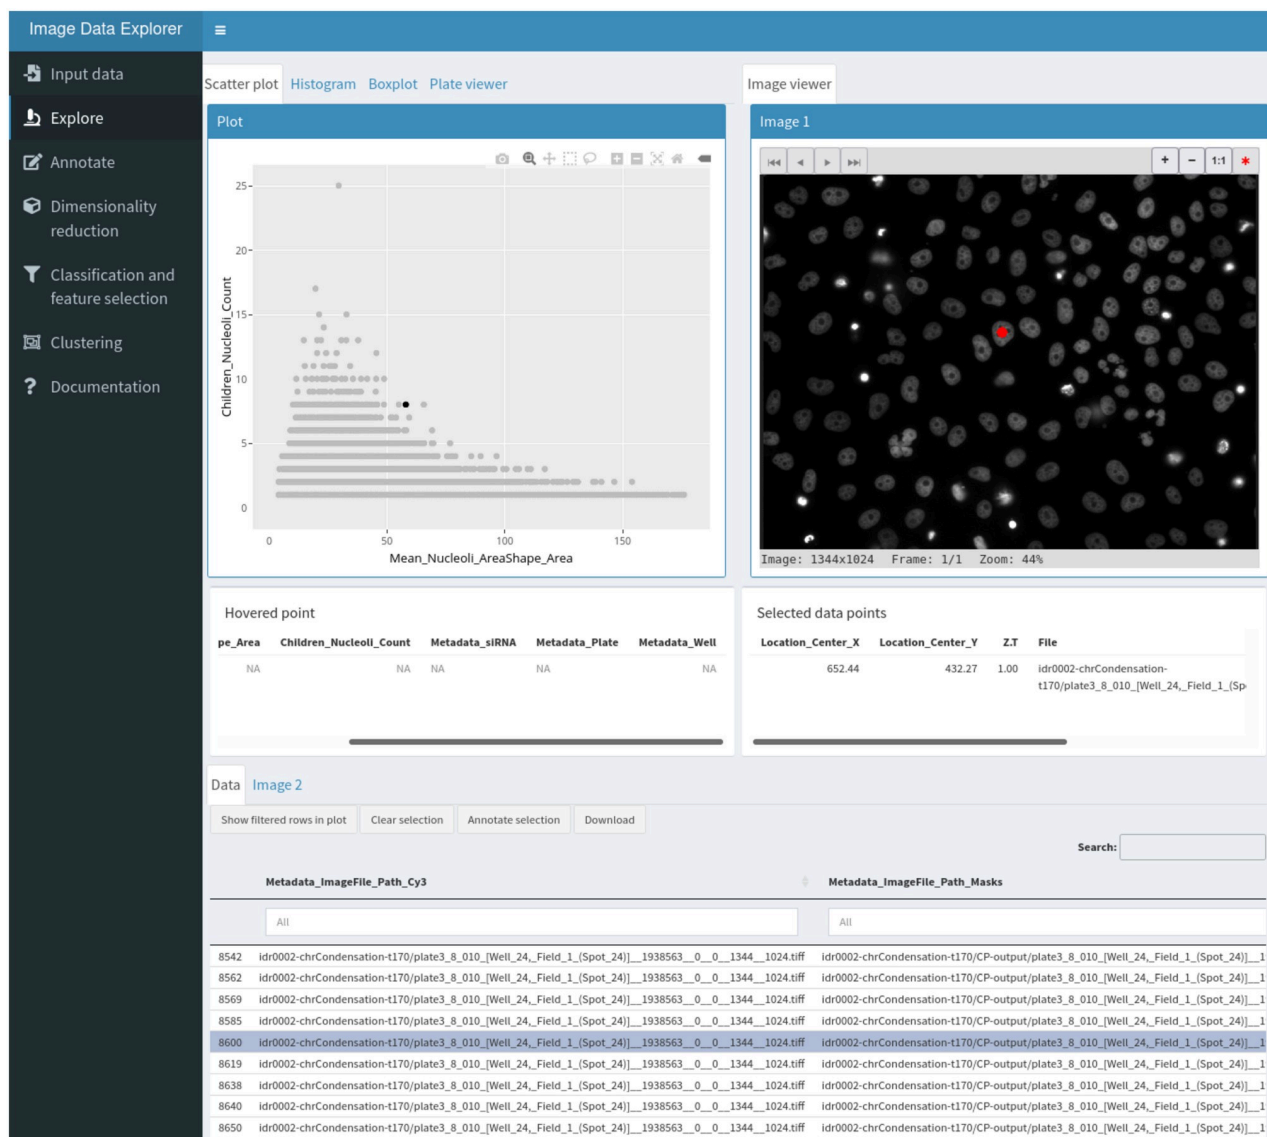 Image Data Explorer
Input data
Explore
Annotate
Dimensionality
reduction
Classification and
feature selection
Clustering
Documentation
Scatter plot Histogram Boxplot Plate viewer
Plot
25
20
15
10
5
0
Children_Nucleoli_Count
0 50 100 150
Mean_Nucleoli_AreaShape_Area
Image viewer
Image 1
+ − 1:1 *
Image: 1344x1024 Frame: 1/1 Zoom: 44%
Hovered point
pe_Area Children_Nucleoli_Count Metadata_siRNA Metadata_Plate Metadata_Well
NA NA NA NA NA
Selected data points
Location_Center_X Location_Center_Y Z.T File
652.44 432.27 1.00 idr0002-chrCondensation-
t170/plate3_8_010_[Well_24,_Field_1_(Sp
Data Image 2
Show filtered rows in plot Clear selection Annotate selection Download
Search:
Metadata_ImageFile_Path_Cy3 Metadata_ImageFile_Path_Masks
All All
8542 idr0002-chrCondensation-t170/plate3_8_010_[Well_24,_Field_1_(Spot_24)]__1938563__0__0__1344__1024.tiff idr0002-chrCondensation-t170/CP-output/plate3_8_010_[Well_24,_Field_1_(Spot_24)]__1
8562 idr0002-chrCondensation-t170/plate3_8_010_[Well_24,_Field_1_(Spot_24)]__1938563__0__0__1344__1024.tiff idr0002-chrCondensation-t170/CP-output/plate3_8_010_[Well_24,_Field_1_(Spot_24)]__1
8569 idr0002-chrCondensation-t170/plate3_8_010_[Well_24,_Field_1_(Spot_24)]__1938563__0__0__1344__1024.tiff idr0002-chrCondensation-t170/CP-output/plate3_8_010_[Well_24,_Field_1_(Spot_24)]__1
8585 idr0002-chrCondensation-t170/plate3_8_010_[Well_24,_Field_1_(Spot_24)]__1938563__0__0__1344__1024.tiff idr0002-chrCondensation-t170/CP-output/plate3_8_010_[Well_24,_Field_1_(Spot_24)]__1
8600 idr0002-chrCondensation-t170/plate3_8_010_[Well_24,_Field_1_(Spot_24)]__1938563__0__0__1344__1024.tiff idr0002-chrCondensation-t170/CP-output/plate3_8_010_[Well_24,_Field_1_(Spot_24)]__1
8619 idr0002-chrCondensation-t170/plate3_8_010_[Well_24,_Field_1_(Spot_24)]__1938563__0__0__1344__1024.tiff idr0002-chrCondensation-t170/CP-output/plate3_8_010_[Well_24,_Field_1_(Spot_24)]__1
8638 idr0002-chrCondensation-t170/plate3_8_010_[Well_24,_Field_1_(Spot_24)]__1938563__0__0__1344__1024.tiff idr0002-chrCondensation-t170/CP-output/plate3_8_010_[Well_24,_Field_1_(Spot_24)]__1
8640 idr0002-chrCondensation-t170/plate3_8_010_[Well_24,_Field_1_(Spot_24)]__1938563__0__0__1344__1024.tiff idr0002-chrCondensation-t170/CP-output/plate3_8_010_[Well_24,_Field_1_(Spot_24)]__1
8650 idr0002-chrCondensation-t170/plate3_8_010_[Well_24,_Field_1_(Spot_24)]__1938563__0__0__1344__1024.tiff idr0002-chrCondensation-t170/CP-output/plate3_8_010_[Well_24,_Field_1_(Spot_24)]__1